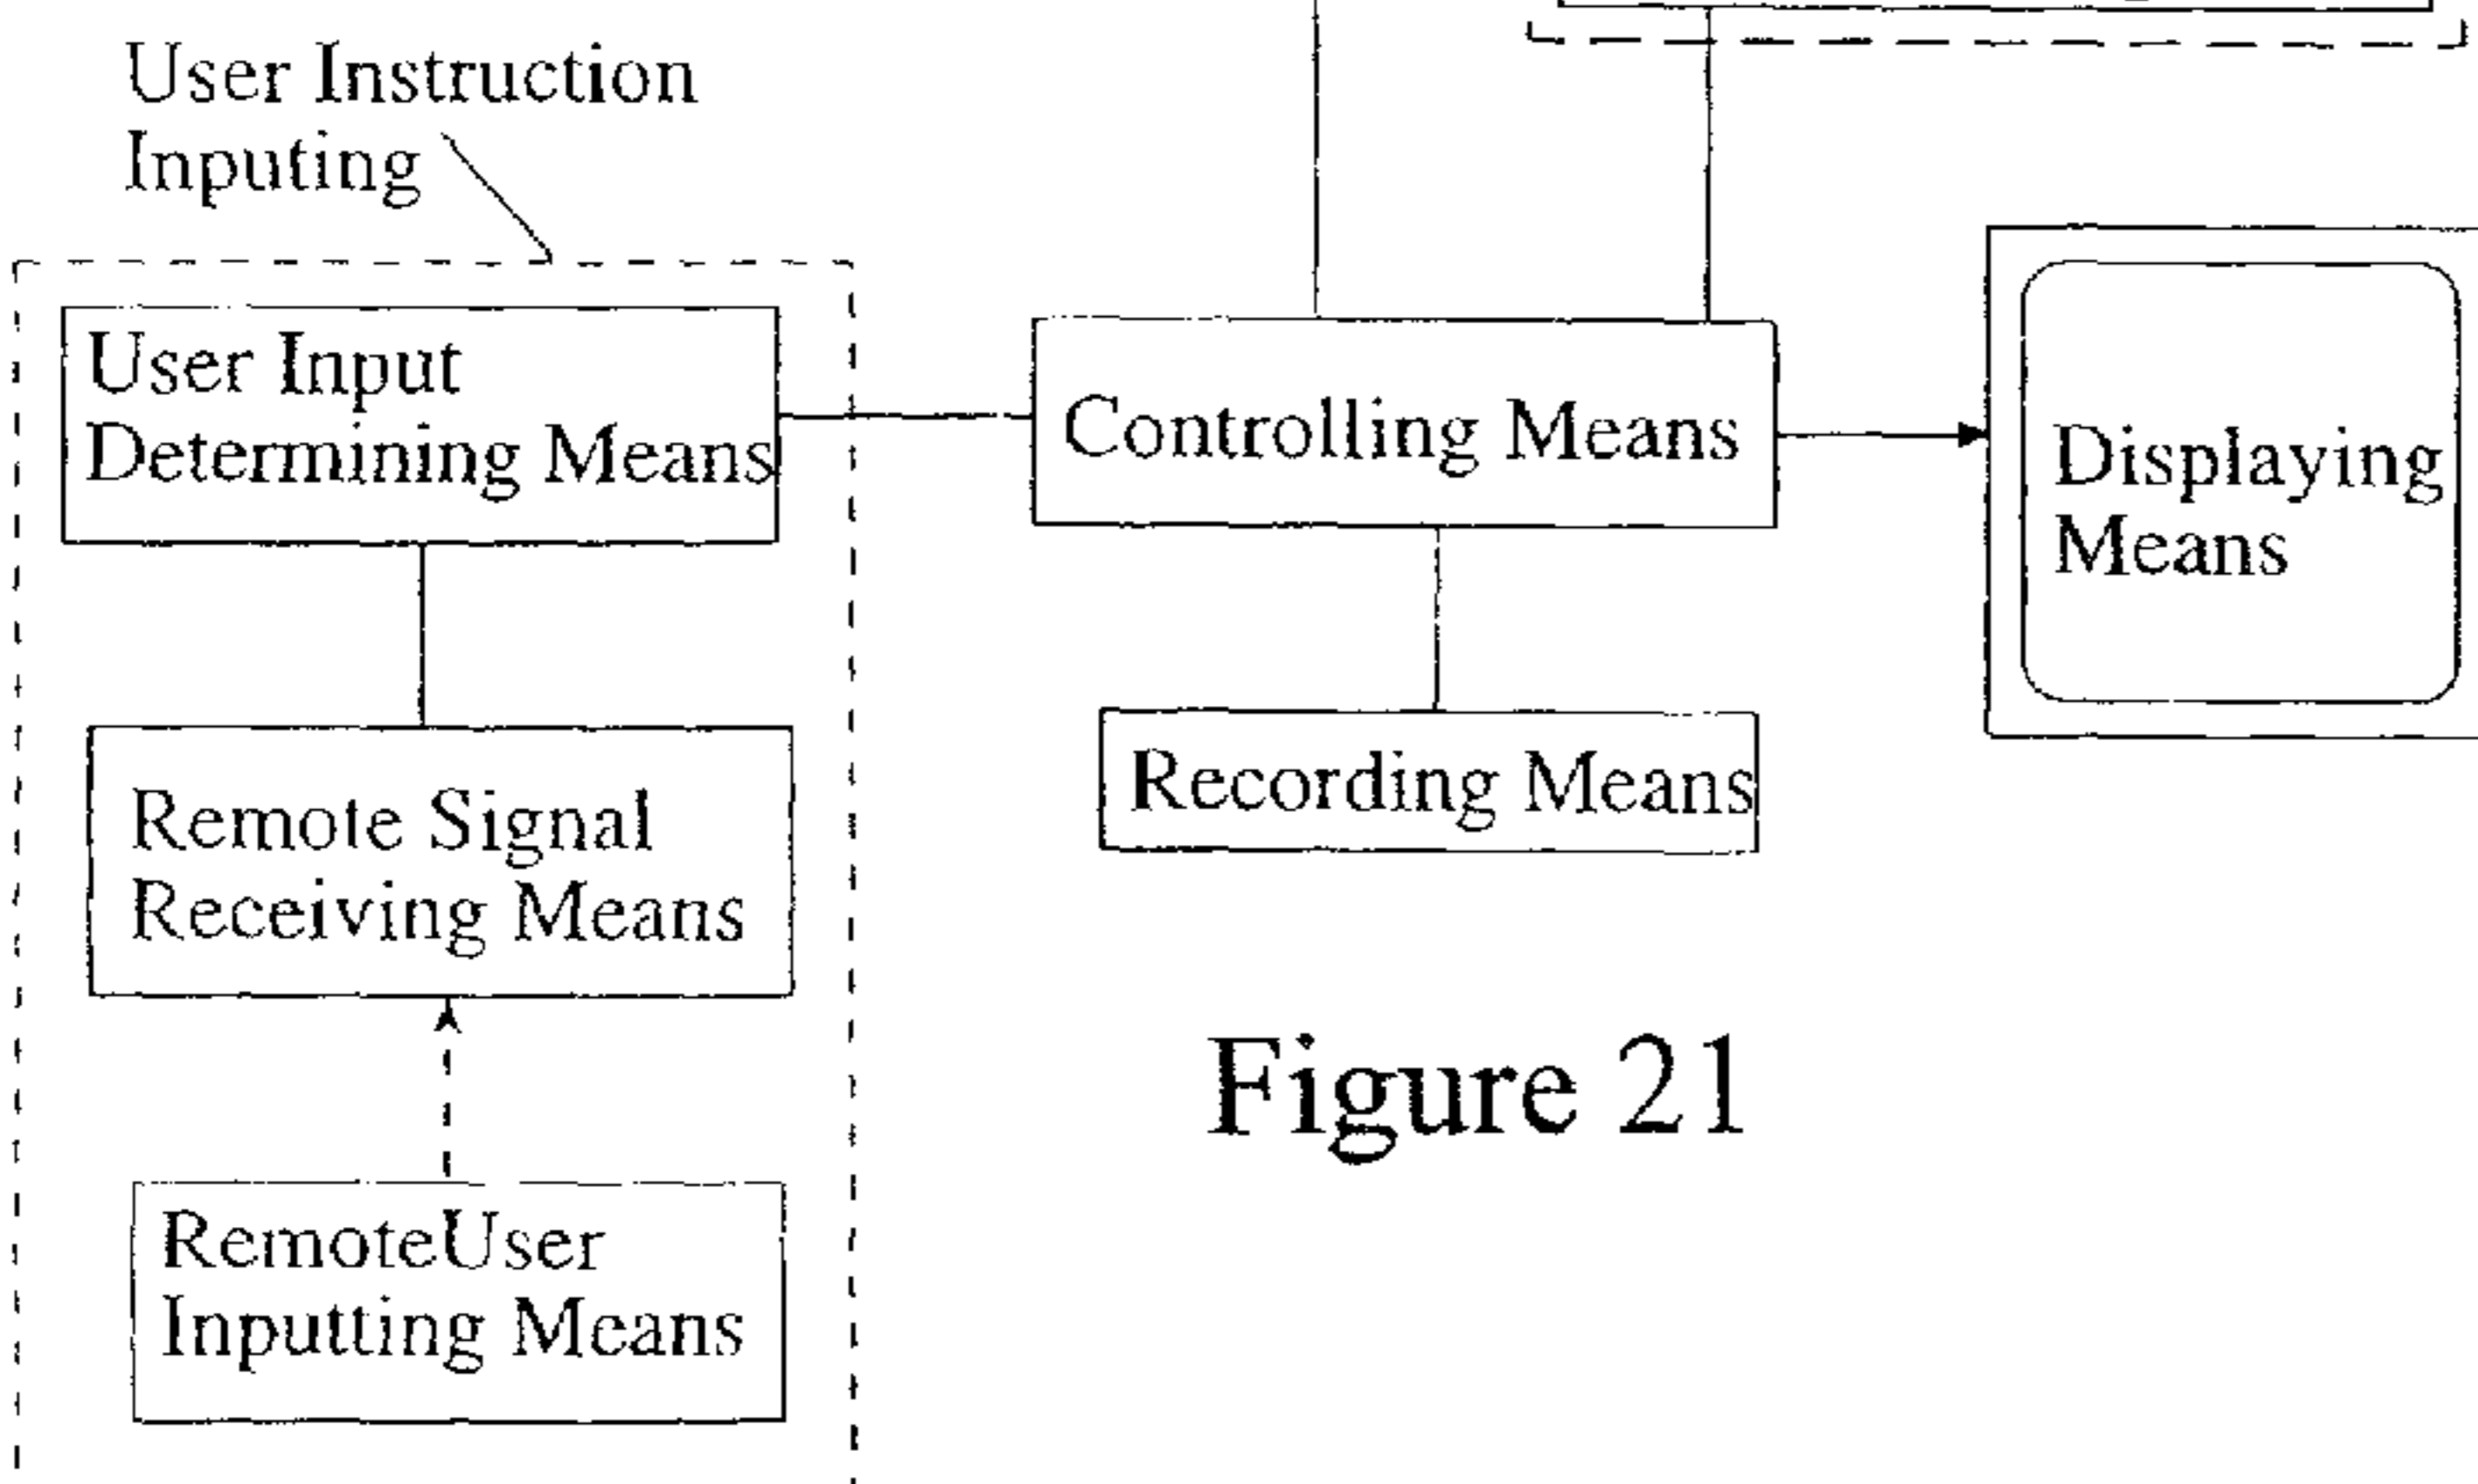 User Instruction
Inputing
User Input
Determining Means
Controlling Means
Displaying
Means
Remote Signal
Receiving Means
Recording Means
RemoteUser
Inputting Means
Figure 21